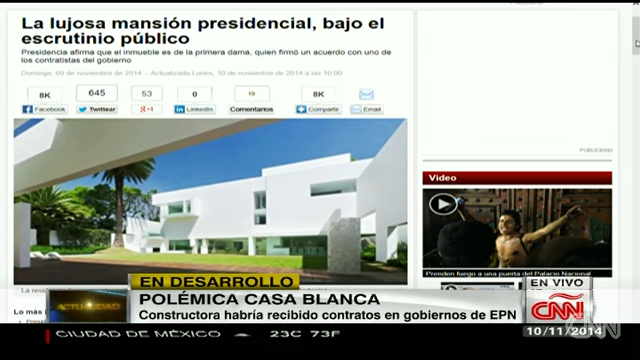 La lujosa mansión presidencial, bajo el
escrutinio público
Presidencia afirma que el inmueble es de la primera dama, quien firmó un acuerdo con uno de
los contratistas del gobierno
Domingo, 09 de noviembre de 2014 — Actualizada Lunes, 10 de noviembre de 2014 a las 10:60
8K
645
53
0
19
8K
Facebook
Twittear
g+1
LinkedIn
Comentarios
Compartir
Email
PUBLICIDAD
Video
Prenden fuego a una puerta del Palacio Nacional
EN DESARROLLO
ACTUALIDAD
POLÉMICA CASA BLANCA
Constructora habría recibido contratos en gobiernos de EPN
EN VIVO
CNN
CIUDAD DE MÉXICO
23C 73F
10/11/2014
CNN